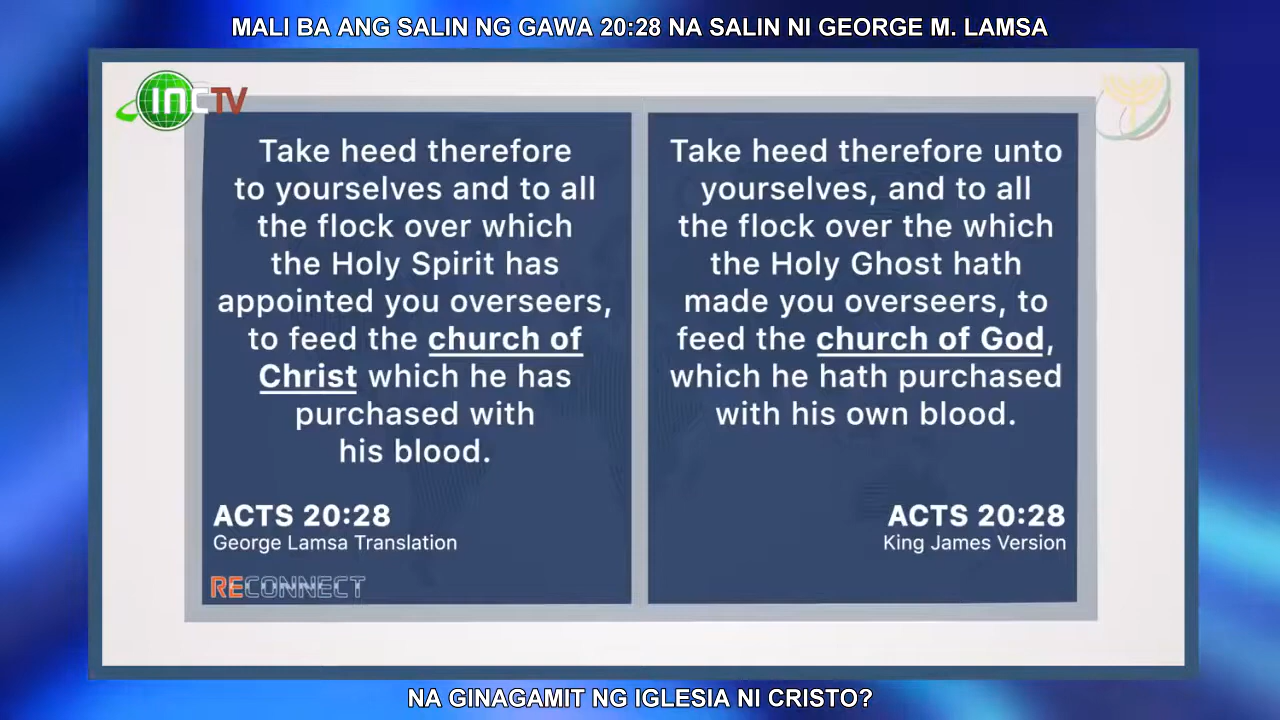 MALI BA ANG SALIN NG GAWA 20:28 NA SALIN NI GEORGE M. LAMSA
INCTV
Take heed therefore
to yourselves and to all
the flock over which
the Holy Spirit has
appointed you overseers,
to feed the church of
Christ which he has
purchased with
his blood.
ACTS 20:28
George Lamsa Translation
RECONNECT
Take heed therefore unto
yourselves, and to all
the flock over the which
the Holy Ghost hath
made you overseers, to
feed the church of God,
which he hath purchased
with his own blood.
ACTS 20:28
King James Version
NA GINAGAMIT NG IGLESIA NI CRISTO?